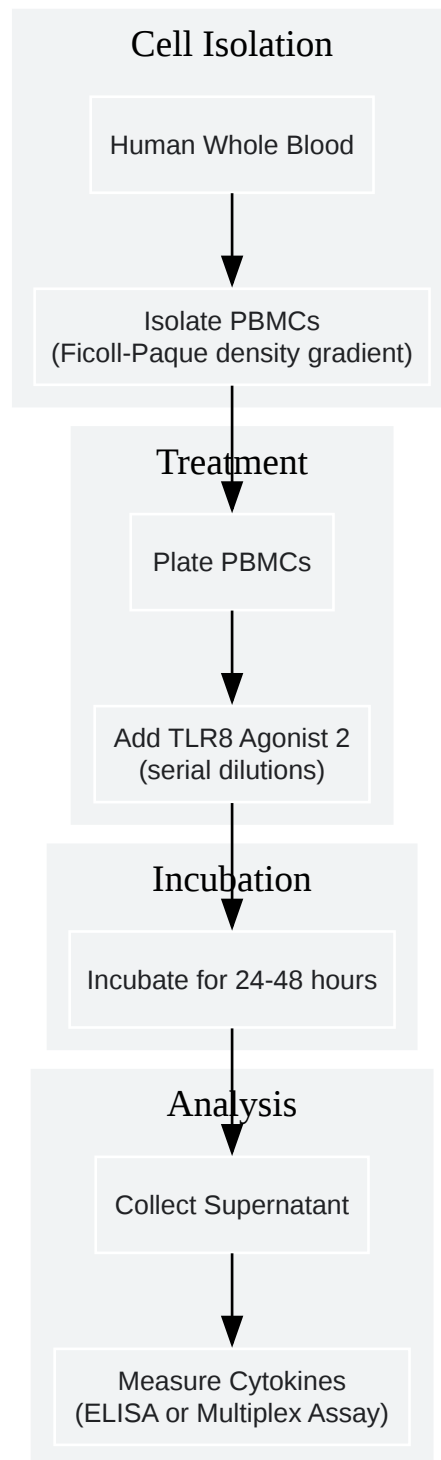 Cell Isolation
Human Whole Blood
Isolate PBMCs
(Ficoll-Paque density gradient)
Treatment
Plate PBMCs
Add TLR8 Agonist 2
(serial dilutions)
Incubation
Incubate for 24-48 hours
Analysis
Collect Supernatant
Measure Cytokines
(ELISA or Multiplex Assay)